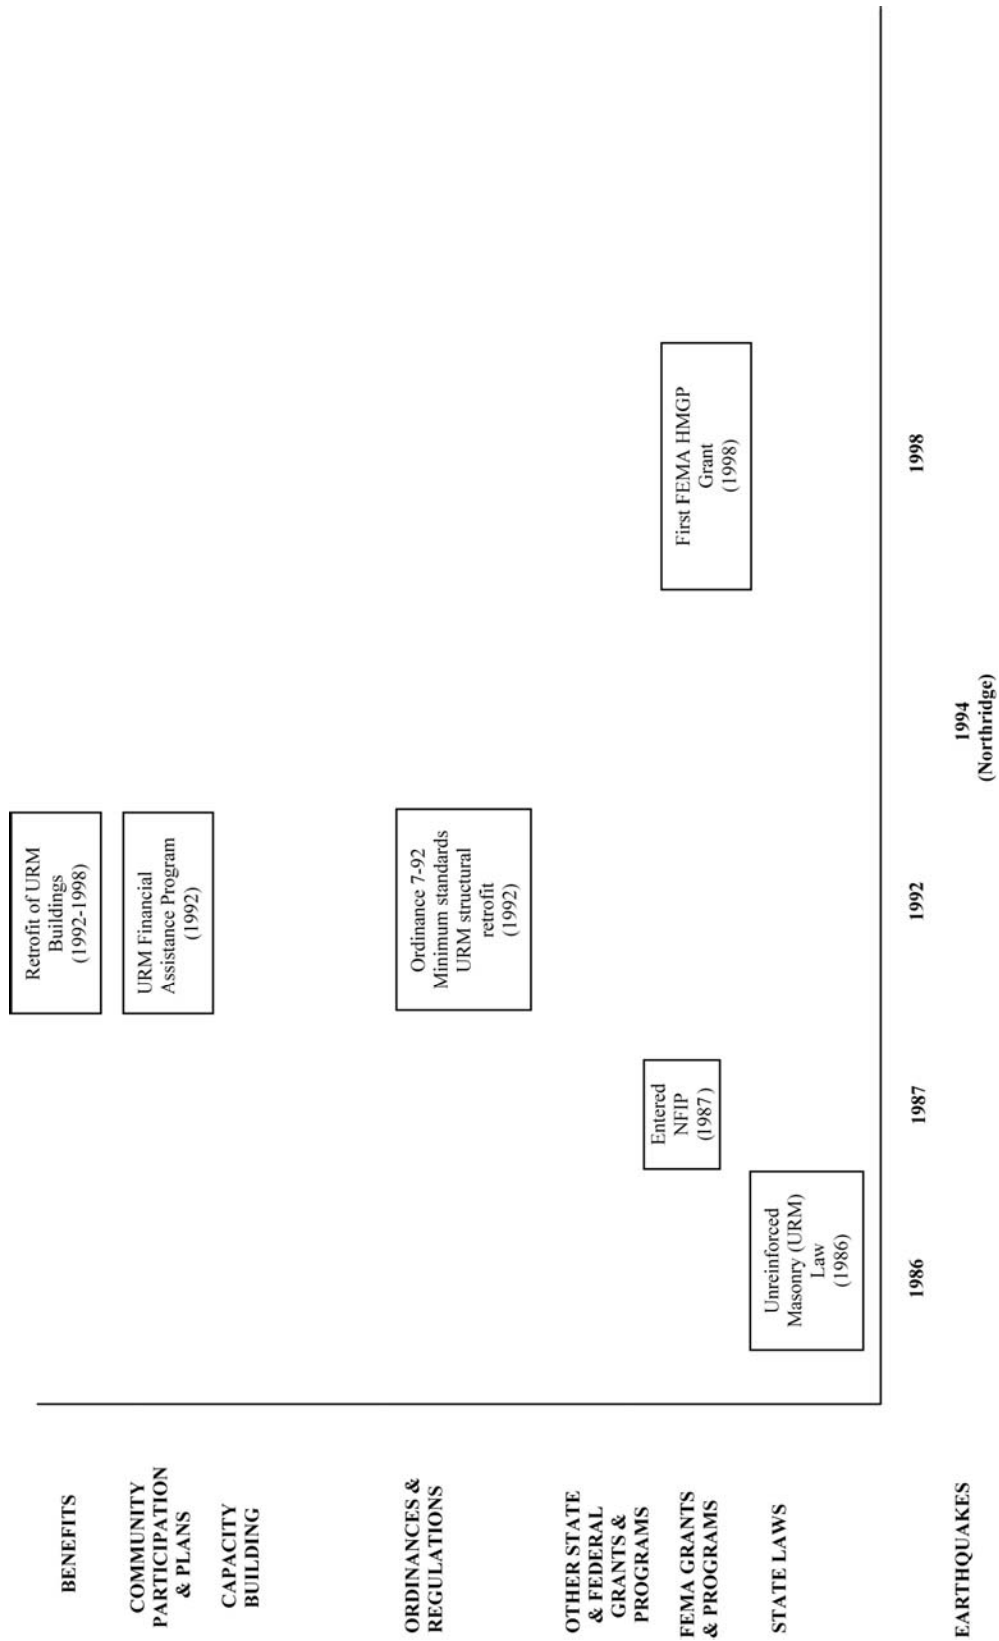 BENEFITS
Retrofit of URM
Buildings
(1992-1998)
COMMUNITY
PARTICIPATION
& PLANS
URM Financial
Assistance Program
(1992)
CAPACITY
BUILDING
ORDINANCES &
REGULATIONS
Ordinance 7-92
Minimum standards
URM structural
retrofit
(1992)
OTHER STATE
& FEDERAL
GRANTS &
PROGRAMS
FEMA GRANTS
& PROGRAMS
Entered
NFIP
(1987)
First FEMA HMGP
Grant
(1998)
STATE LAWS
Unreinforced
Masonry (URM)
Law
(1986)
1986
1987
1992
1998
EARTHQUAKES
1994
(Northridge)